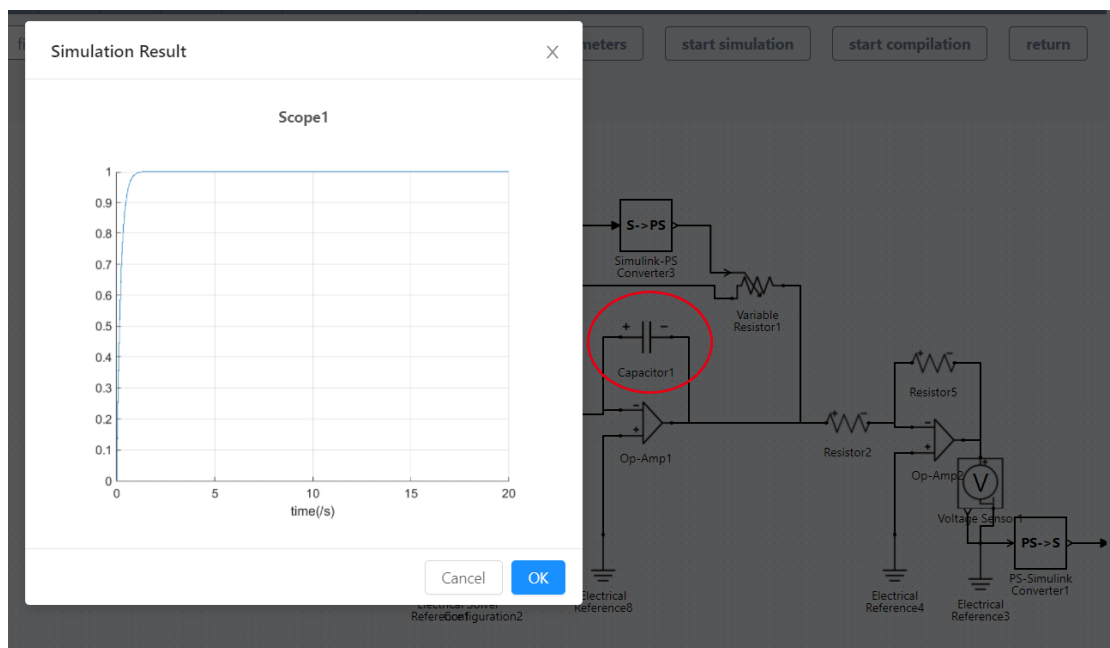 fi
Simulation Result
meters
start simulation
start compilation
return
Scope1
1
0.9
0.8
0.7
0.6
0.5
0.4
0.3
0.2
0.1
0
0
5
10
15
20
time(/s)
Cancel
OK
S->PS
Simulink-PS
Converter3
Variable
Resistor1
+ -
Capacitor1
-
+
Op-Amp1
+ -
Resistor2
+ -
Resistor5
-
+
Op-Amp2
+
V
Voltage Sensor1
PS->S
PS-Simulink
Converter1
Electrical
Reference8
Electrical
Reference4
Electrical
Reference3